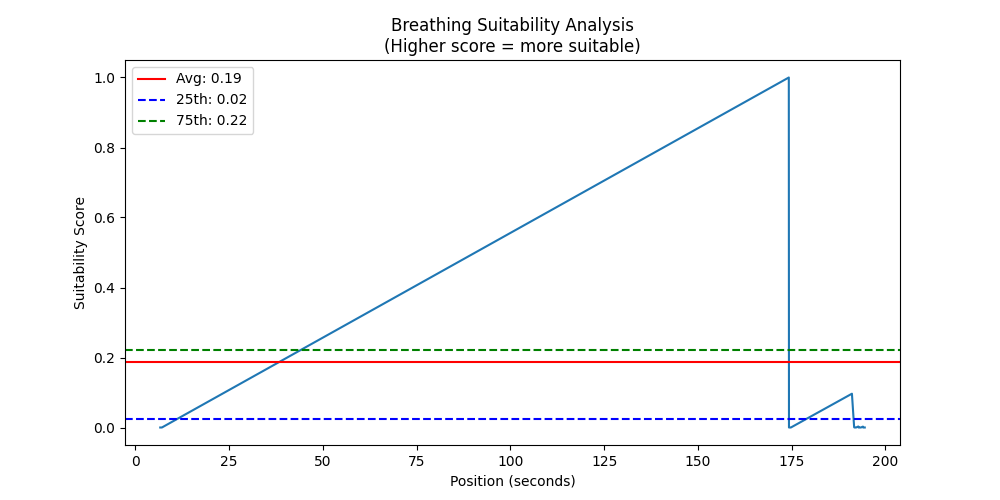 Breathing Suitability Analysis
(Higher score = more suitable)
Avg: 0.19
25th: 0.02
75th: 0.22
1.0
0.8
0.6
0.4
0.2
0.0
Suitability Score
0 25 50 75 100 125 150 175 200
Position (seconds)